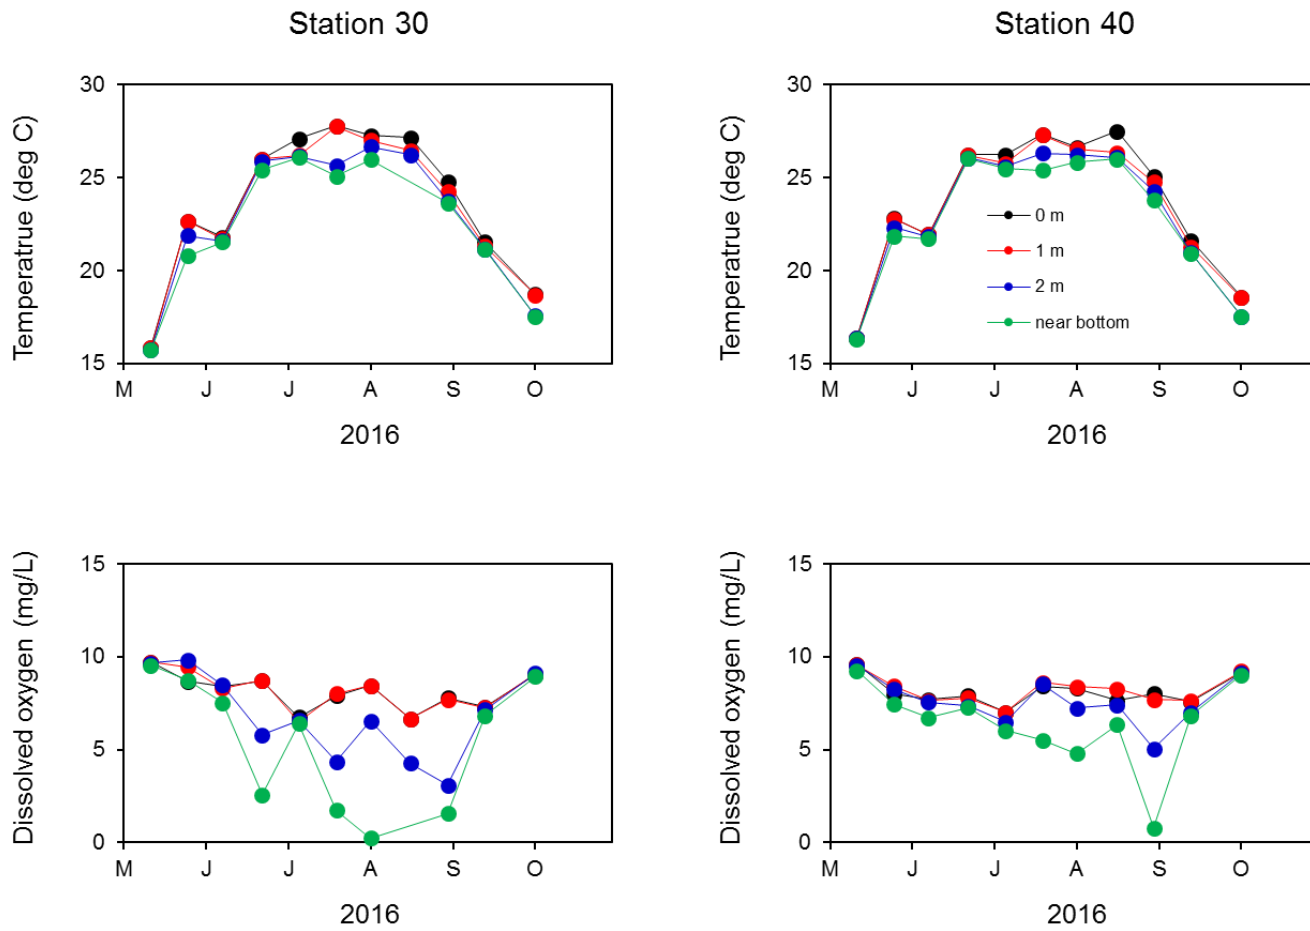 Station 30
Station 40
Temperatrue (deg C)
30
25
20
15
M J J A S O
2016
Temperatrue (deg C)
30
25
20
15
0 m
1 m
2 m
near bottom
M J J A S O
2016
Dissolved oxygen (mg/L)
15
10
5
0
M J J A S O
2016
Dissolved oxygen (mg/L)
15
10
5
0
M J J A S O
2016